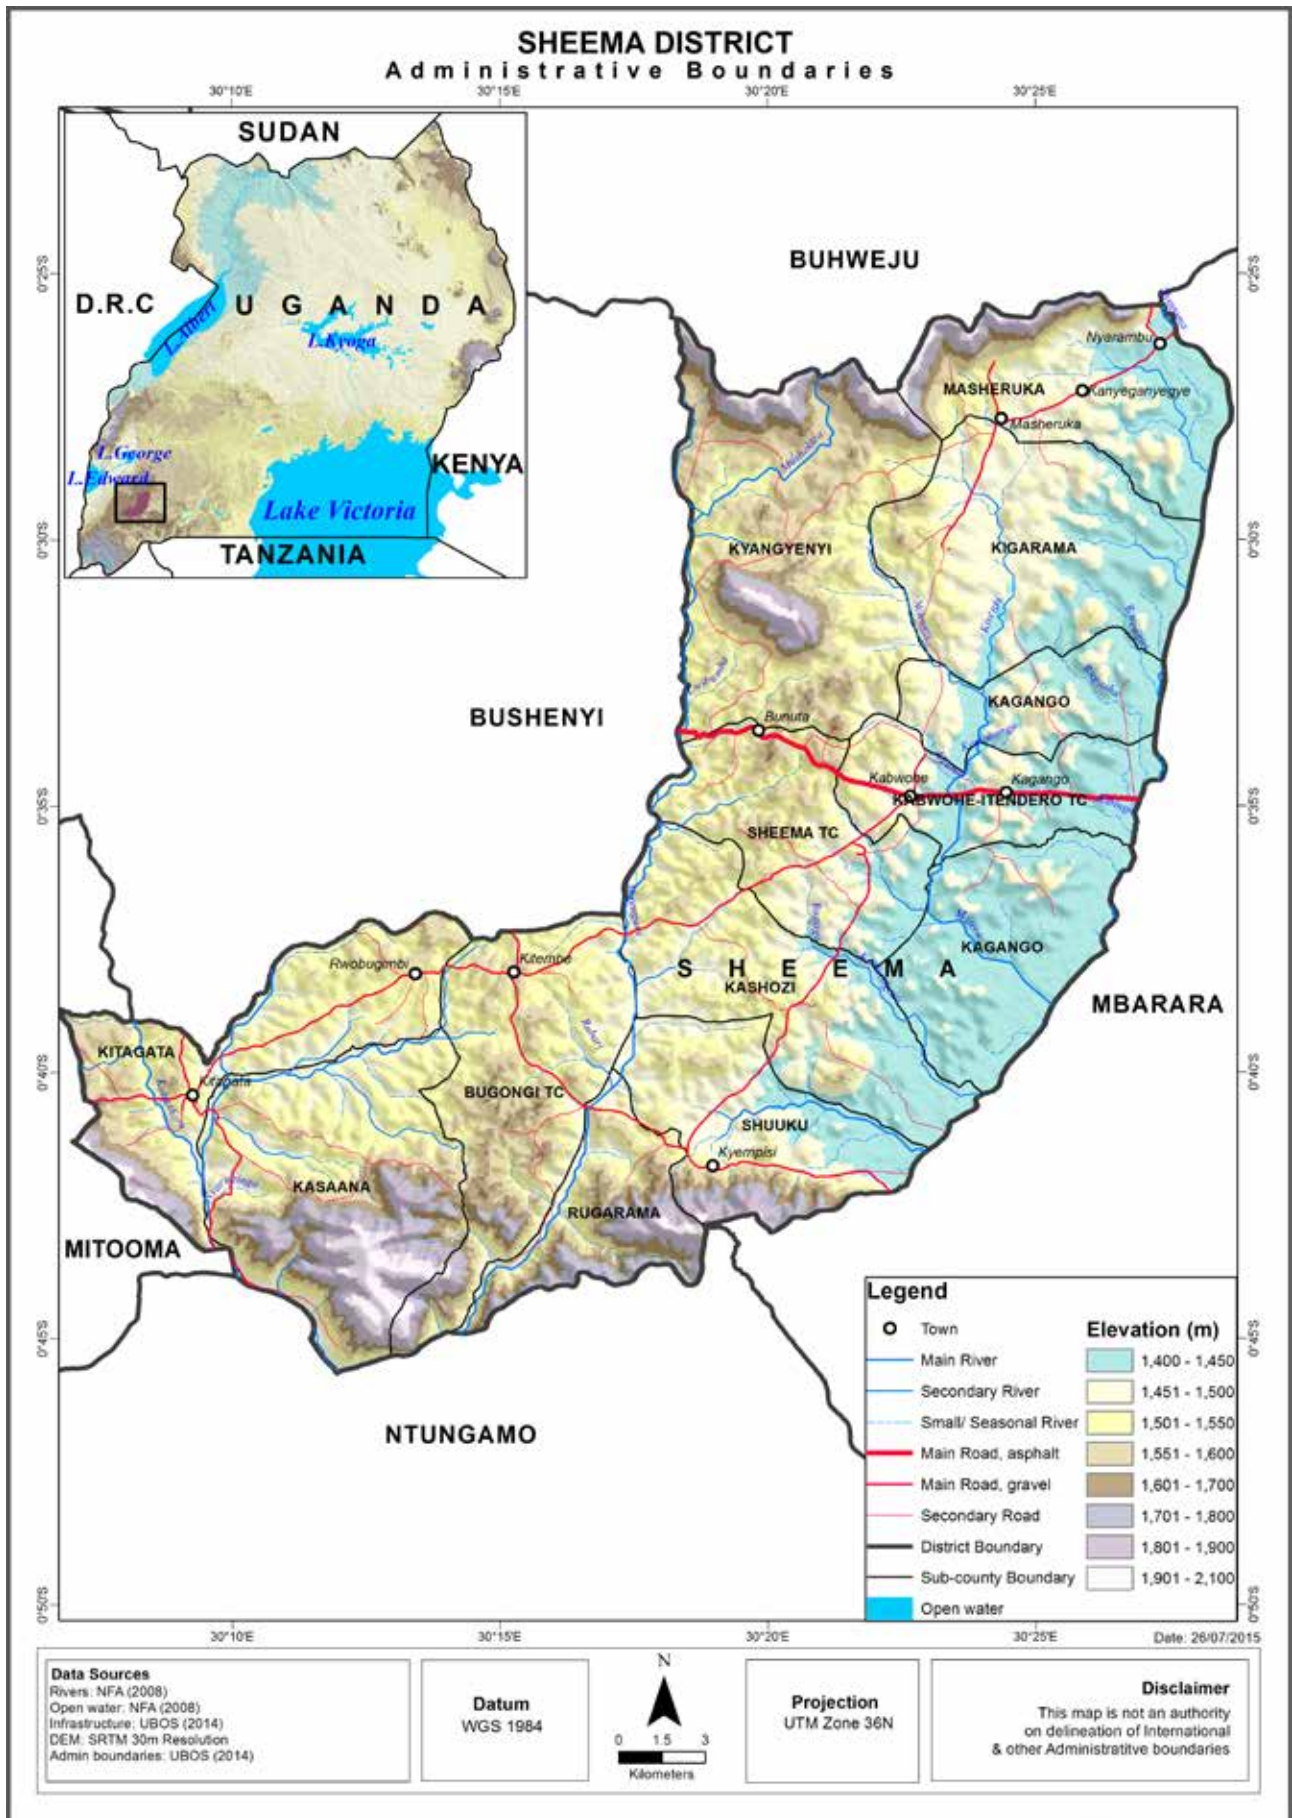 SHEEMA DISTRICT
Administrative Boundaries
30°10'E 30°15'E 30°20'E 30°25'E
SUDAN
D.R.C
U G A N D A
L.Albert
L.Kyoga
L.George
L.Edward
KENYA
Lake Victoria
TANZANIA
0°25'S 0°25'S
0°30'S 0°30'S
0°35'S 0°35'S
0°40'S 0°40'S
0°45'S 0°45'S
0°50'S 0°50'S
BUHWEJU
Nyarambu
MASHERUKA
Kanyeganyegye
Masheruka
KYANGYENYI
KIGARAMA
BUSHENYI
KAGANGO
Bunuta
Kabwohe
Kagango
KABWOHE-ITENDERO TC
SHEEMA TC
KAGANGO
Rwobugimbi
Kitembe
S H E E M A
KASHOZI
MBARARA
KITAGATA
Kitagata
BUGONGI TC
SHUUKU
Kyempisi
KASAANA
RUGARAMA
MITOOMA
NTUNGAMO
Legend
Town
Main River
Secondary River
Small/ Seasonal River
Main Road, asphalt
Main Road, gravel
Secondary Road
District Boundary
Sub-county Boundary
Open water
Elevation (m)
1,400 - 1,450
1,451 - 1,500
1,501 - 1,550
1,551 - 1,600
1,601 - 1,700
1,701 - 1,800
1,801 - 1,900
1,901 - 2,100
30°10'E 30°15'E 30°20'E 30°25'E
Date: 26/07/2015
Data Sources
Rivers: NFA (2008)
Open water: NFA (2008)
Infrastructure: UBOS (2014)
DEM: SRTM 30m Resolution
Admin boundaries: UBOS (2014)
Datum
WGS 1984
N
0 1.5 3
Kilometers
Projection
UTM Zone 36N
Disclaimer
This map is not an authority
on delineation of International
& other Administratitve boundaries